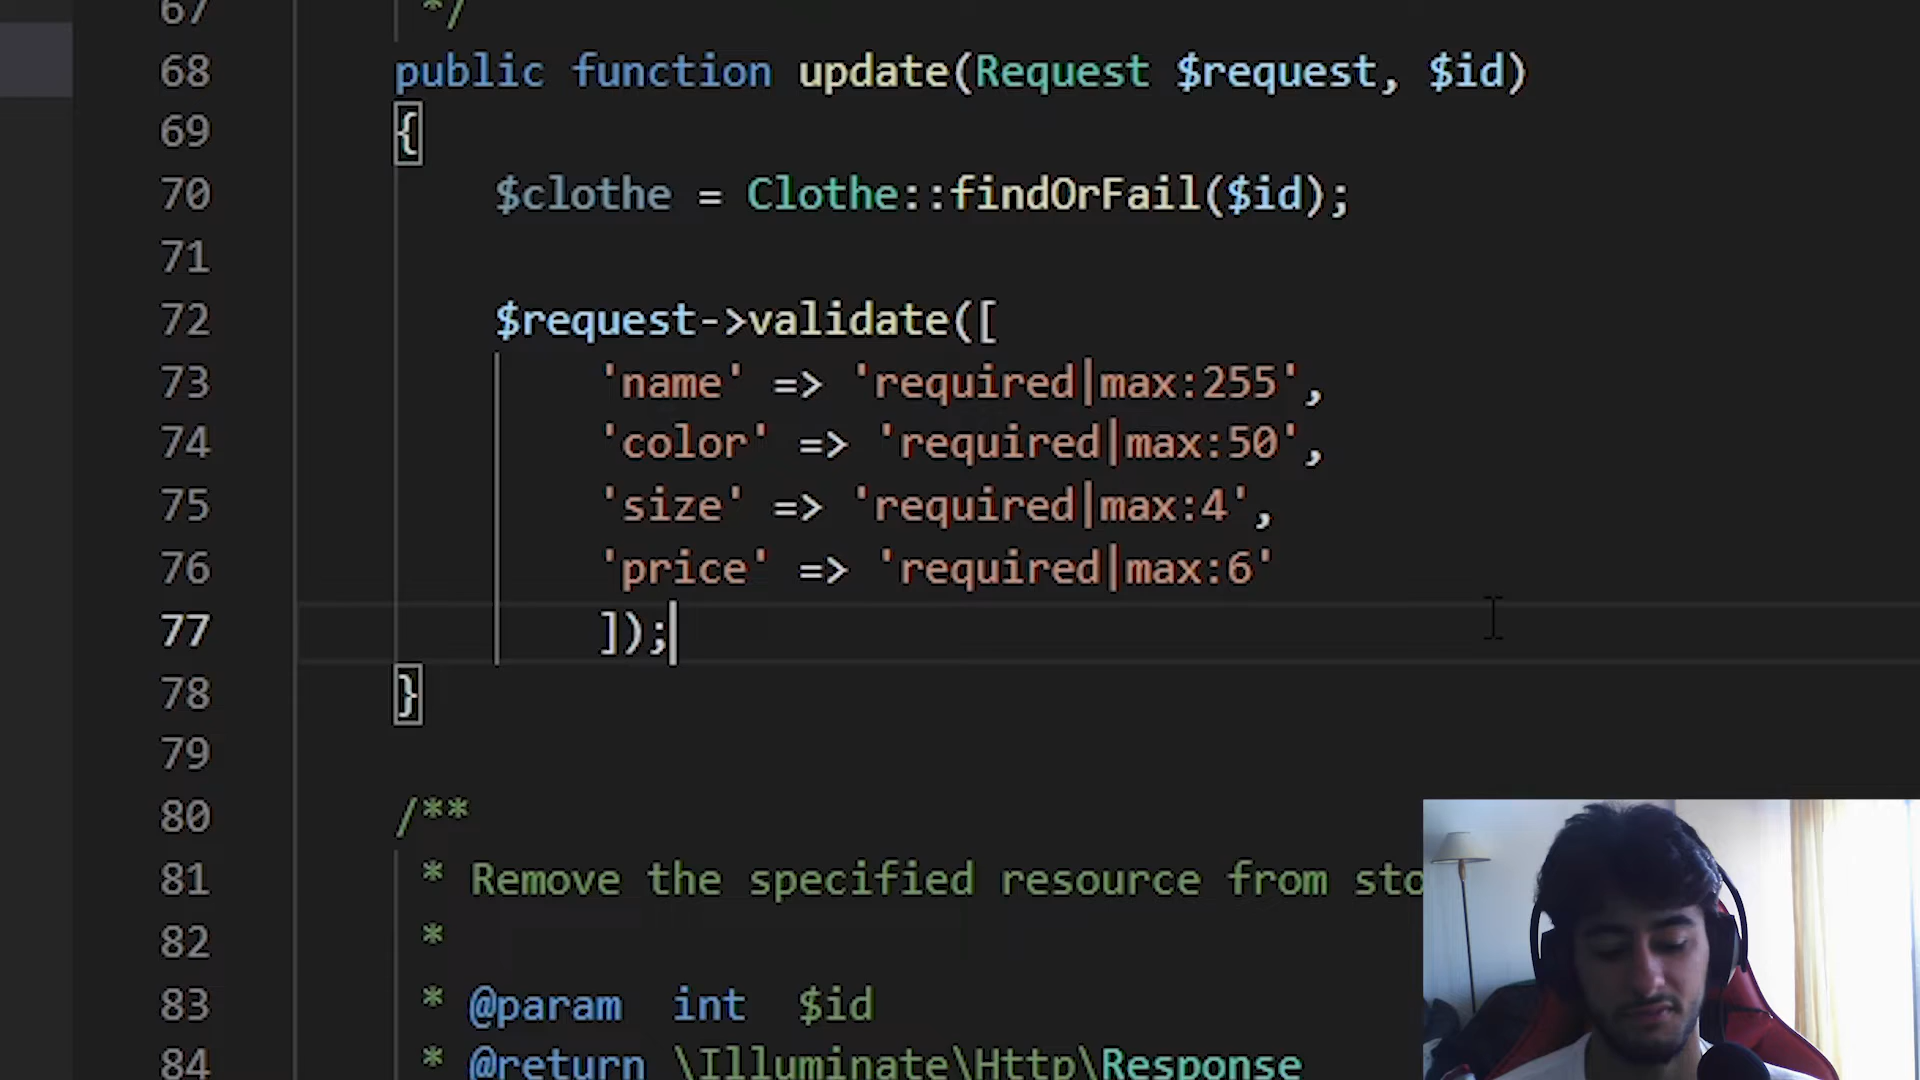 67 */
68 public function update(Request $request, $id)
69 {
70 $clothe = Clothe::findOrFail($id);
71
72 $request->validate([
73 'name' => 'required|max:255',
74 'color' => 'required|max:50',
75 'size' => 'required|max:4',
76 'price' => 'required|max:6'
77 ]);
78 }
79
80 /**
81 * Remove the specified resource from sto
82 *
83 * @param int $id
84 * @return \Illuminate\Http\Response